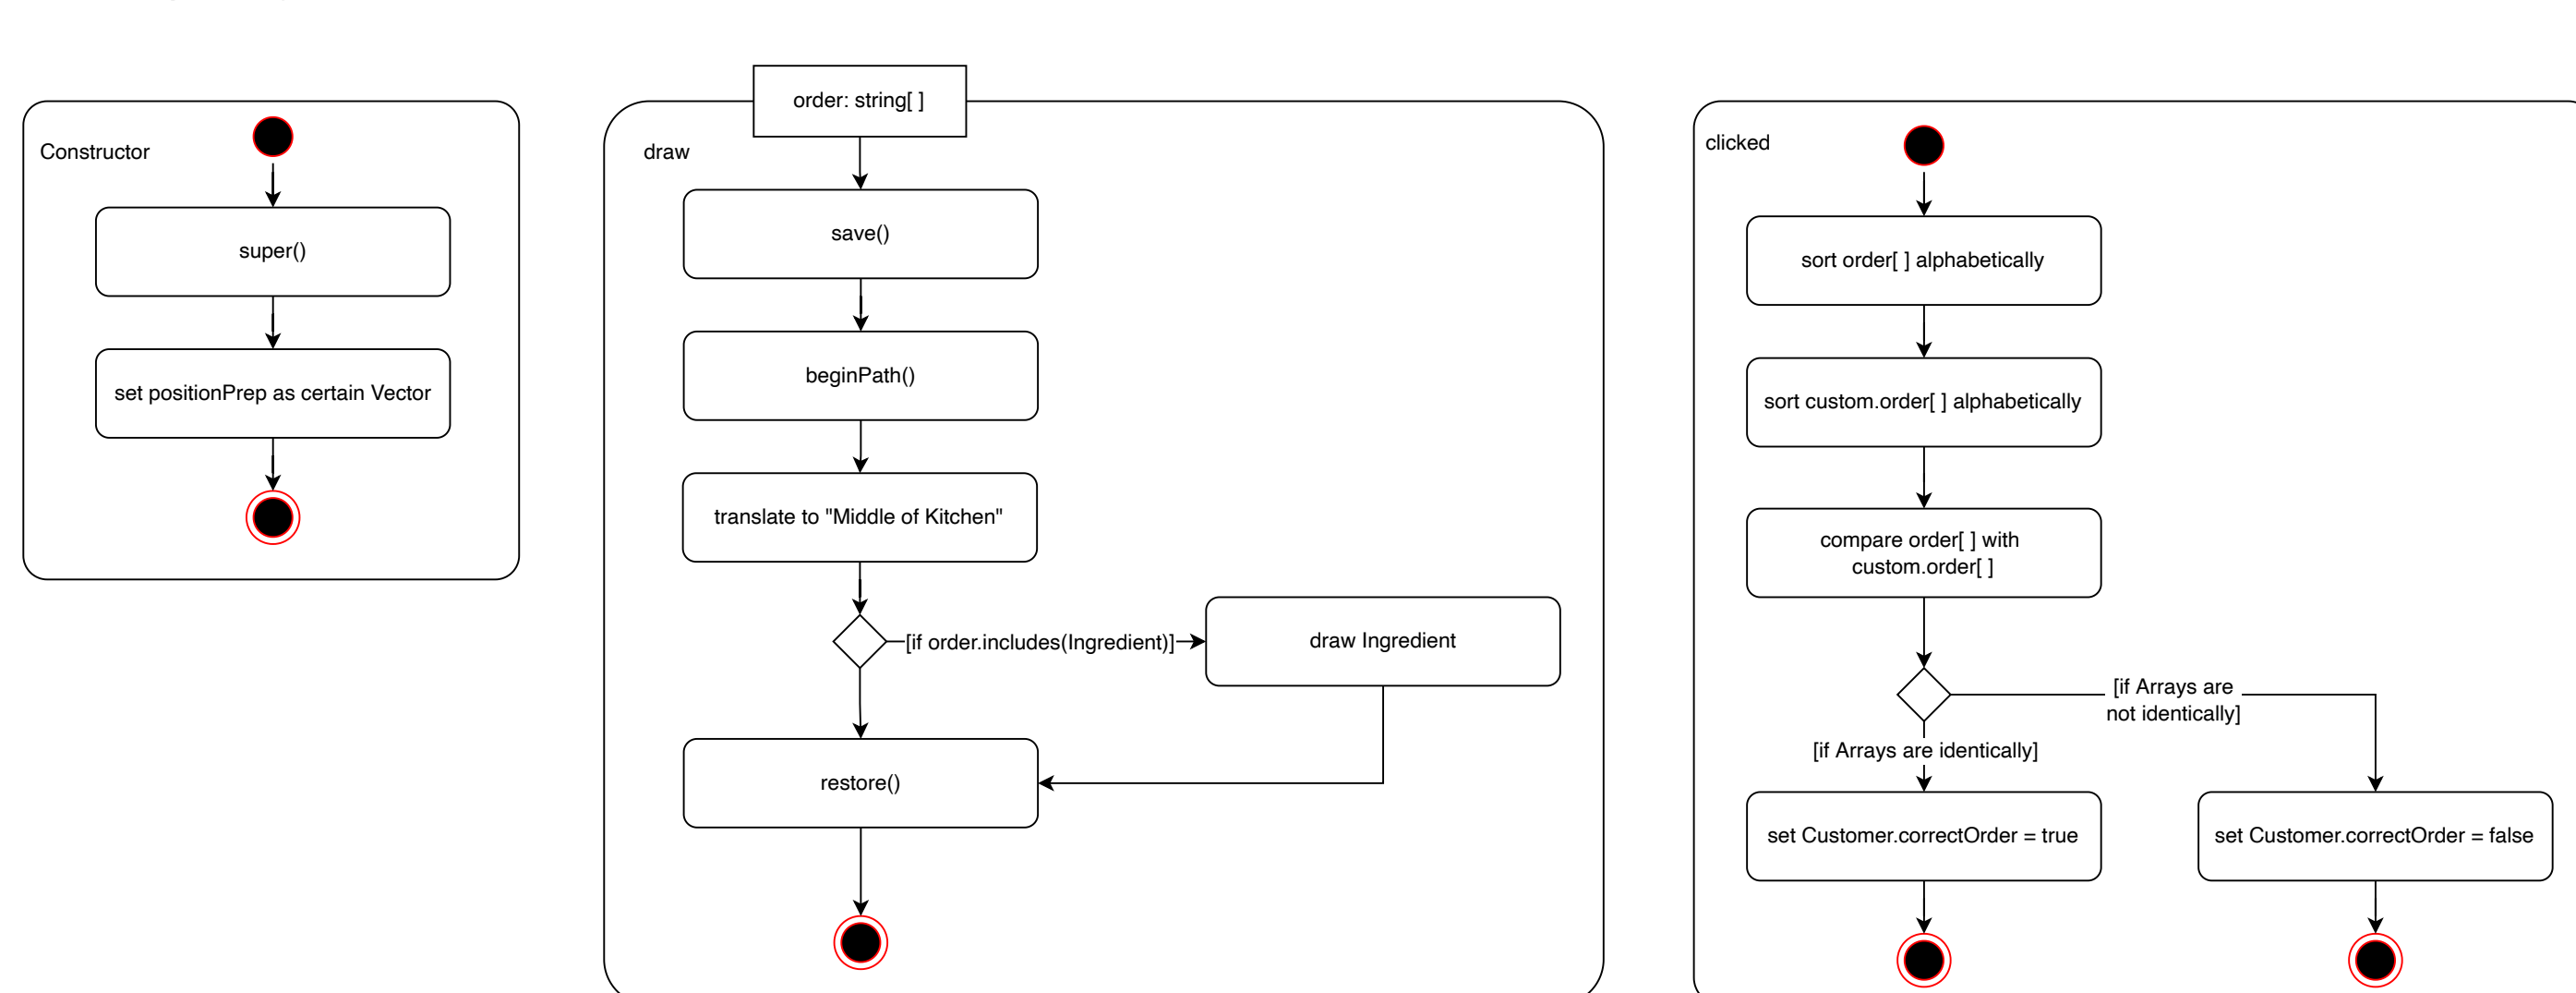 Constructor
super()
set positionPrep as certain Vector
order: string[ ]
draw
save()
beginPath()
translate to "Middle of Kitchen"
[if order.includes(Ingredient)]
draw Ingredient
restore()
clicked
sort order[ ] alphabetically
sort custom.order[ ] alphabetically
compare order[ ] with
custom.order[ ]
[if Arrays are
not identically]
[if Arrays are identically]
set Customer.correctOrder = true
set Customer.correctOrder = false